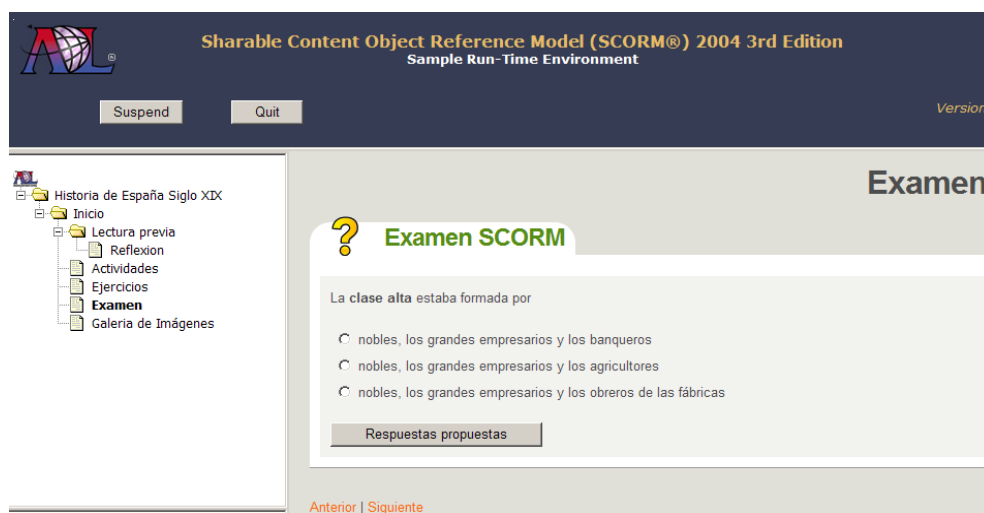 ADL ®
Sharable Content Object Reference Model (SCORM®) 2004 3rd Edition
Sample Run-Time Environment
Suspend
Quit
Version
Historia de España Siglo XIX
Inicio
Lectura previa
Reflexion
Actividades
Ejercicios
Examen
Galeria de Imágenes
Examen
? Examen SCORM
La clase alta estaba formada por
nobles, los grandes empresarios y los banqueros
nobles, los grandes empresarios y los agricultores
nobles, los grandes empresarios y los obreros de las fábricas
Respuestas propuestas
Anterior | Siguiente